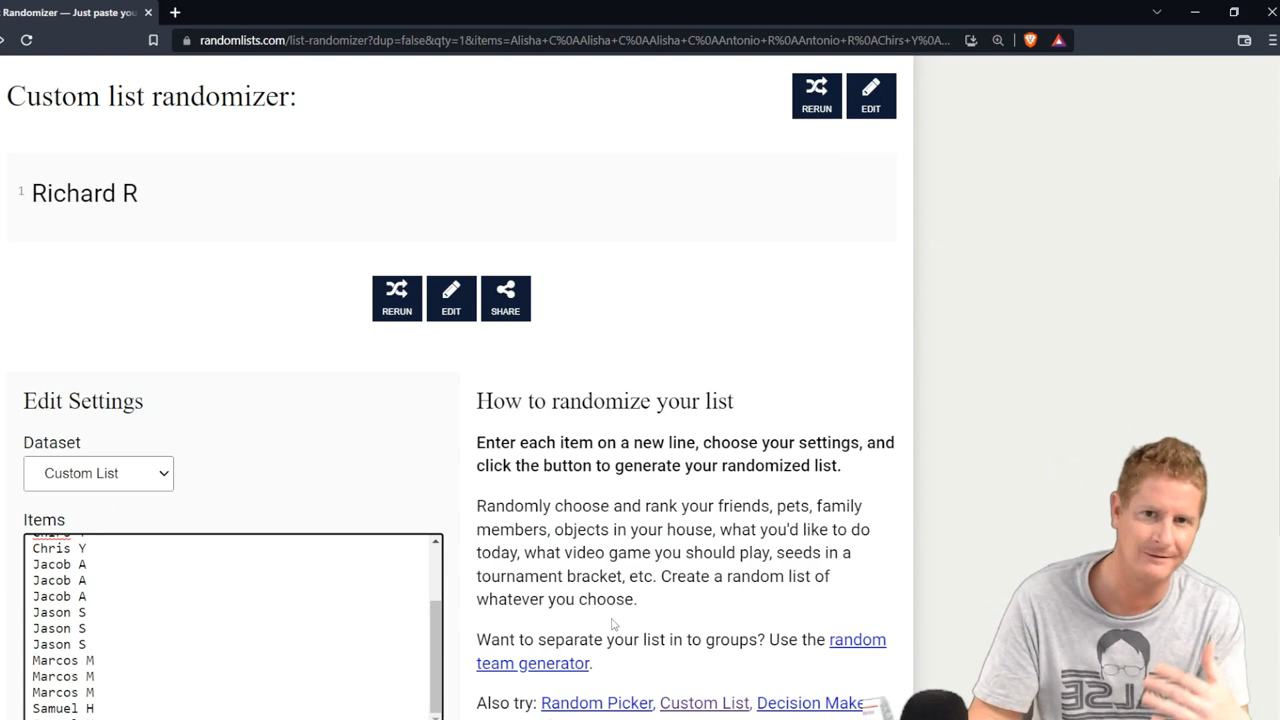 Randomizer — Just paste you
randomlists.com/list-randomizer?dup=false&qty=1&items=Alisha+C%0AAlisha+C%0AAlisha+C%0AAntonio+R%0AAntonio+R%0AChirs+Y%0A...
Custom list randomizer:
RERUN
EDIT
1 Richard R
RERUN
EDIT
SHARE
Edit Settings
Dataset
Custom List
Items
Chris Y
Jacob A
Jacob A
Jacob A
Jason S
Jason S
Jason S
Marcos M
Marcos M
Marcos M
Samuel H
How to randomize your list
Enter each item on a new line, choose your settings, and
click the button to generate your randomized list.
Randomly choose and rank your friends, pets, family
members, objects in your house, what you'd like to do
today, what video game you should play, seeds in a
tournament bracket, etc. Create a random list of
whatever you choose.
Want to separate your list in to groups? Use the random
team generator.
Also try: Random Picker, Custom List, Decision Make